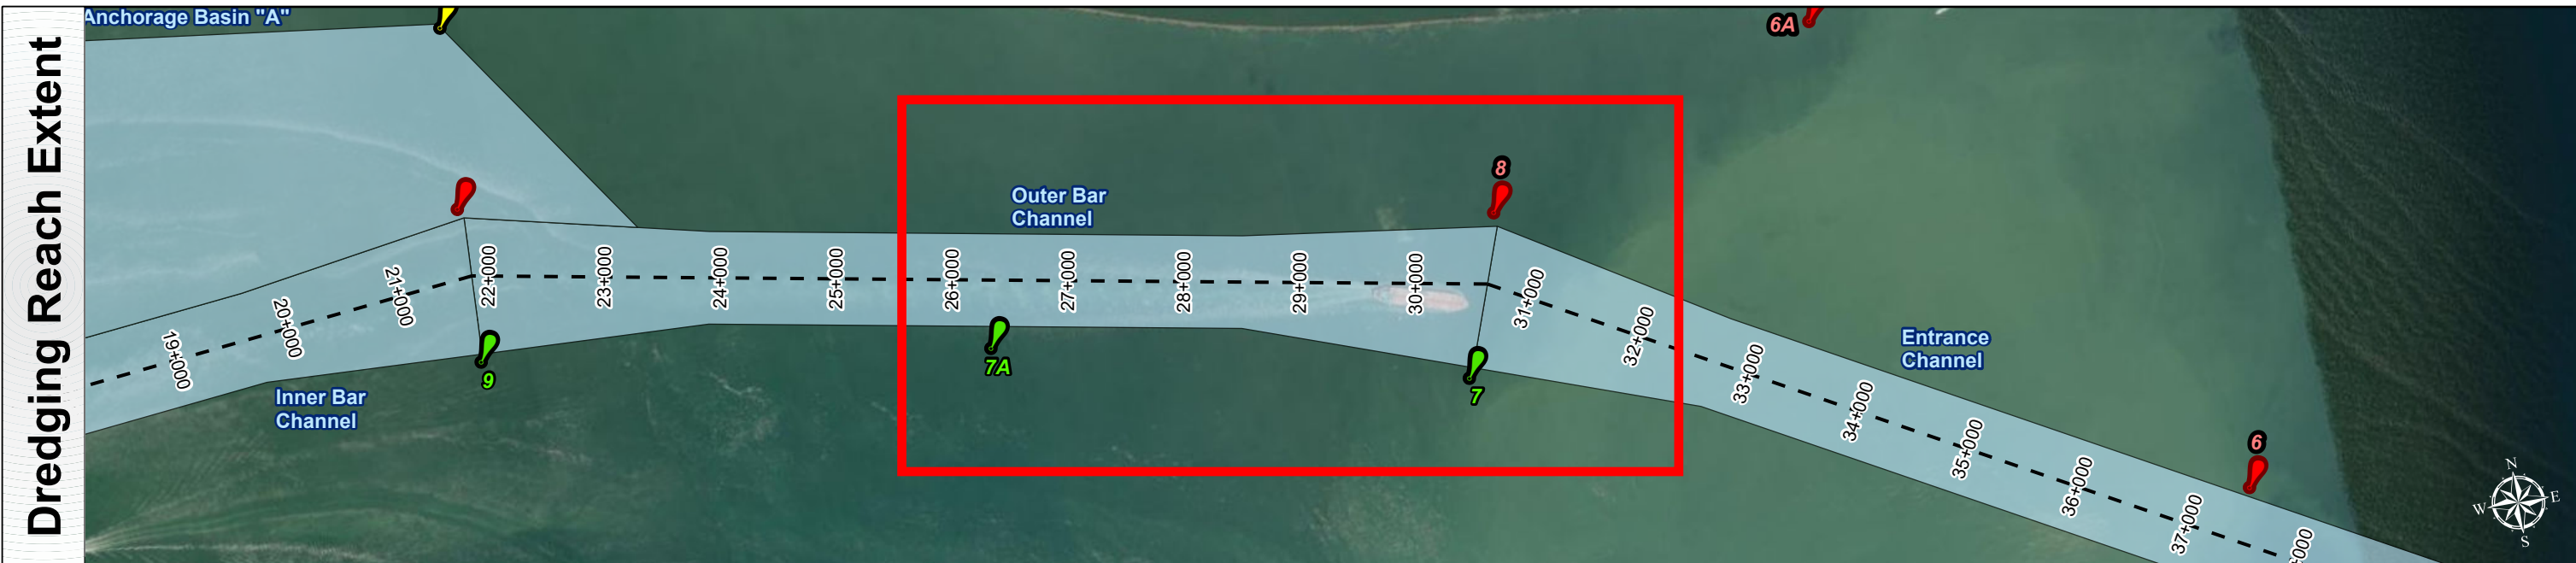 Dredging Reach Extent
Anchorage Basin "A"
6A
8
Outer Bar
Channel
19+000
20+000
21+000
22+000
23+000
24+000
25+000
26+000
27+000
28+000
29+000
30+000
31+000
32+000
33+000
34+000
35+000
36+000
37+000
Entrance
Channel
7A
9
7
Inner Bar
Channel
6
N
W
E
S